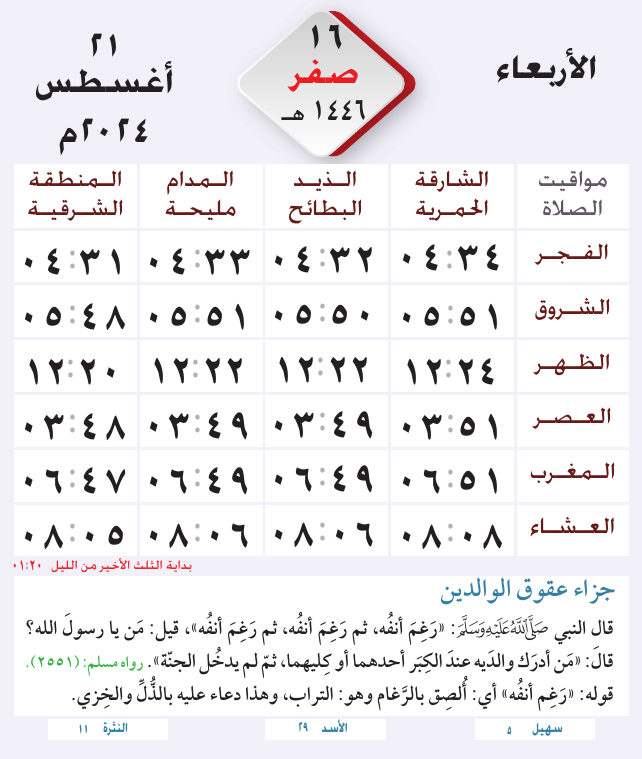 الأربعاء
١٦
صفر
١٤٤٦ هـ
٢١
أغسطس
٢٠٢٤م
مواقيت الصلاة | الشارقة الحمرية | الذيد البطائح | المدام مليحة | المنطقة الشرقية
الفجر ٠٤:٣٤ ٠٤:٣٢ ٠٤:٣٣ ٠٤:٣١
الشروق ٠٥:٥١ ٠٥:٥٠ ٠٥:٥١ ٠٥:٤٨
الظهر ١٢:٢٤ ١٢:٢٢ ١٢:٢٢ ١٢:٢٠
العصر ٠٣:٥١ ٠٣:٤٩ ٠٣:٤٩ ٠٣:٤٨
المغرب ٠٦:٥١ ٠٦:٤٩ ٠٦:٤٩ ٠٦:٤٧
العشاء ٠٨:٠٨ ٠٨:٠٦ ٠٨:٠٦ ٠٨:٠٥
بداية الثلث الأخير من الليل ٠١:٢٠
جزاء عقوق الوالدين
قال النبي ﷺ: «رَغِمَ أنفُه، ثم رَغِمَ أنفُه، ثم رَغِمَ أنفُه»، قيل: مَن يا رسولَ الله؟
قالَ: «مَن أدرَك والدَيه عندَ الكِبَر أحدهما أو كِليهما، ثمّ لم يدخُل الجنّة». رواه مسلم: (٢٥٥١).
قوله: «رَغِم أنفُه» أي: أُلصِق بالرَّغام وهو: التراب، وهذا دعاء عليه بالذُّلِّ والخِزي.
سهيل ٥
الأسد ٢٩
النثرة ١١